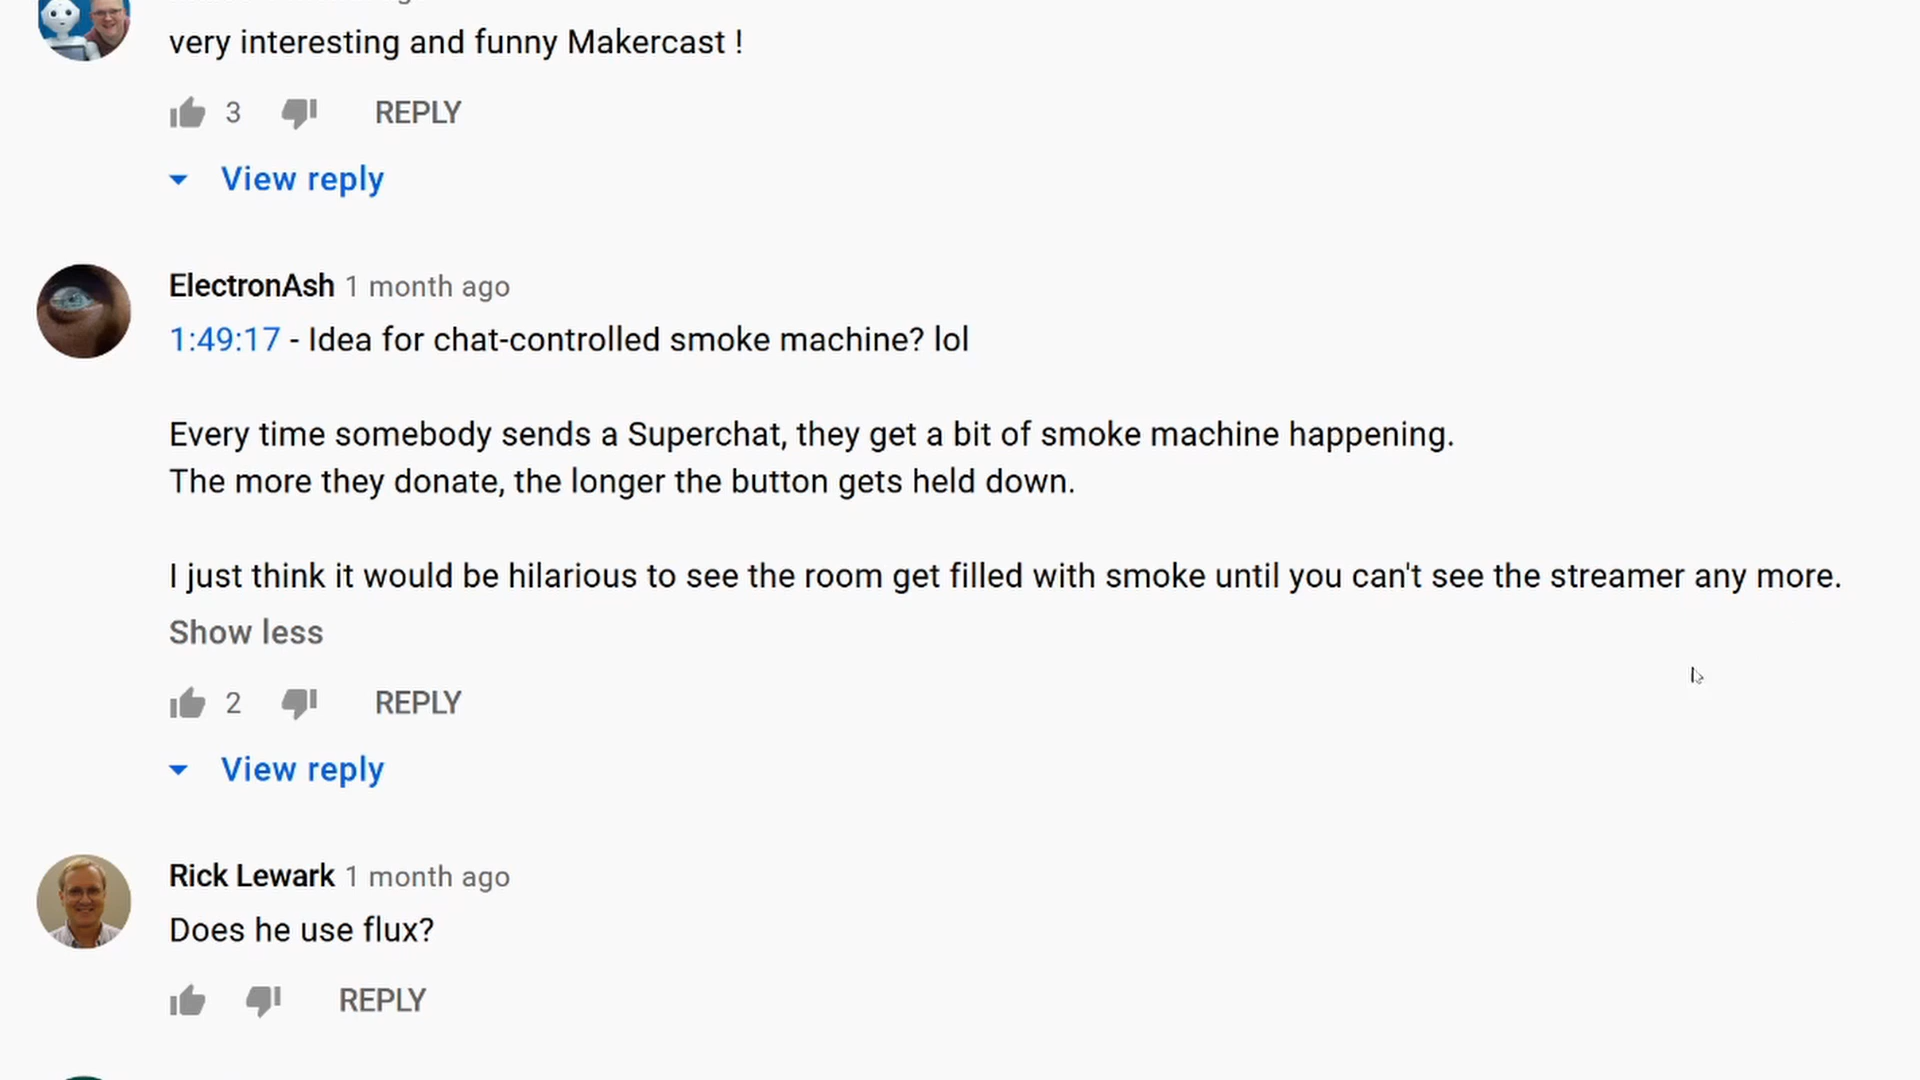 very interesting and funny Makercast !
3 REPLY
View reply
ElectronAsh 1 month ago
1:49:17 - Idea for chat-controlled smoke machine? lol
Every time somebody sends a Superchat, they get a bit of smoke machine happening.
The more they donate, the longer the button gets held down.
I just think it would be hilarious to see the room get filled with smoke until you can't see the streamer any more.
Show less
2 REPLY
View reply
Rick Lewark 1 month ago
Does he use flux?
REPLY